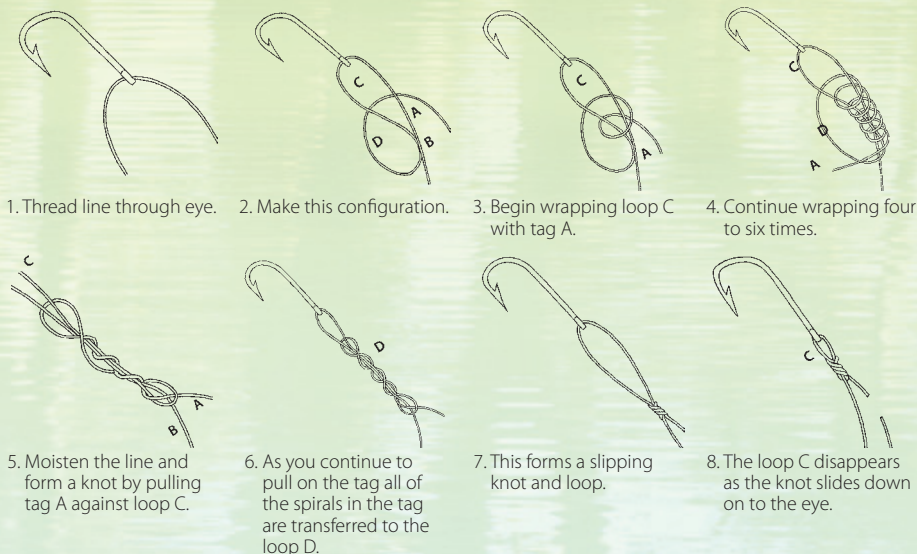 C
A
D
B
C
A
C
D
A
1. Thread line through eye.
2. Make this configuration.
3. Begin wrapping loop C
with tag A.
4. Continue wrapping four
to six times.
C
A
B
D
C
5. Moisten the line and
form a knot by pulling
tag A against loop C.
6. As you continue to
pull on the tag all of
the spirals in the tag
are transferred to the
loop D.
7. This forms a slipping
knot and loop.
8. The loop C disappears
as the knot slides down
on to the eye.